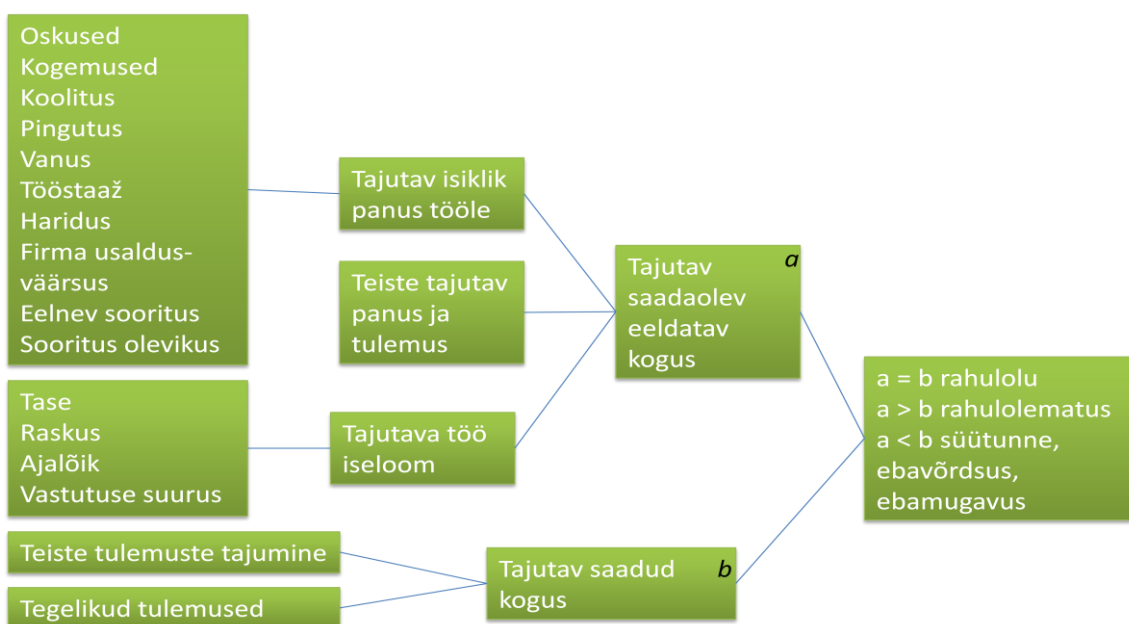 Oskused
Kogemused
Koolitus
Pingutus
Vanus
Tööstaaž
Haridus
Firma usaldus-
väärsus
Eelnev sooritus
Sooritus olevikus
Tase
Raskus
Ajalõik
Vastutuse suurus
Teiste tulemuste tajumine
Tegelikud tulemused
Tajutav isiklik
panus tööle
Teiste tajutav
panus ja
tulemus
Tajutava töö
iseloom
Tajutav a
saadaolev
eeldatav
kogus
Tajutav saadud b
kogus
a = b rahulolu
a > b rahulolematus
a < b süütunne,
ebavõrdsus,
ebamugavus